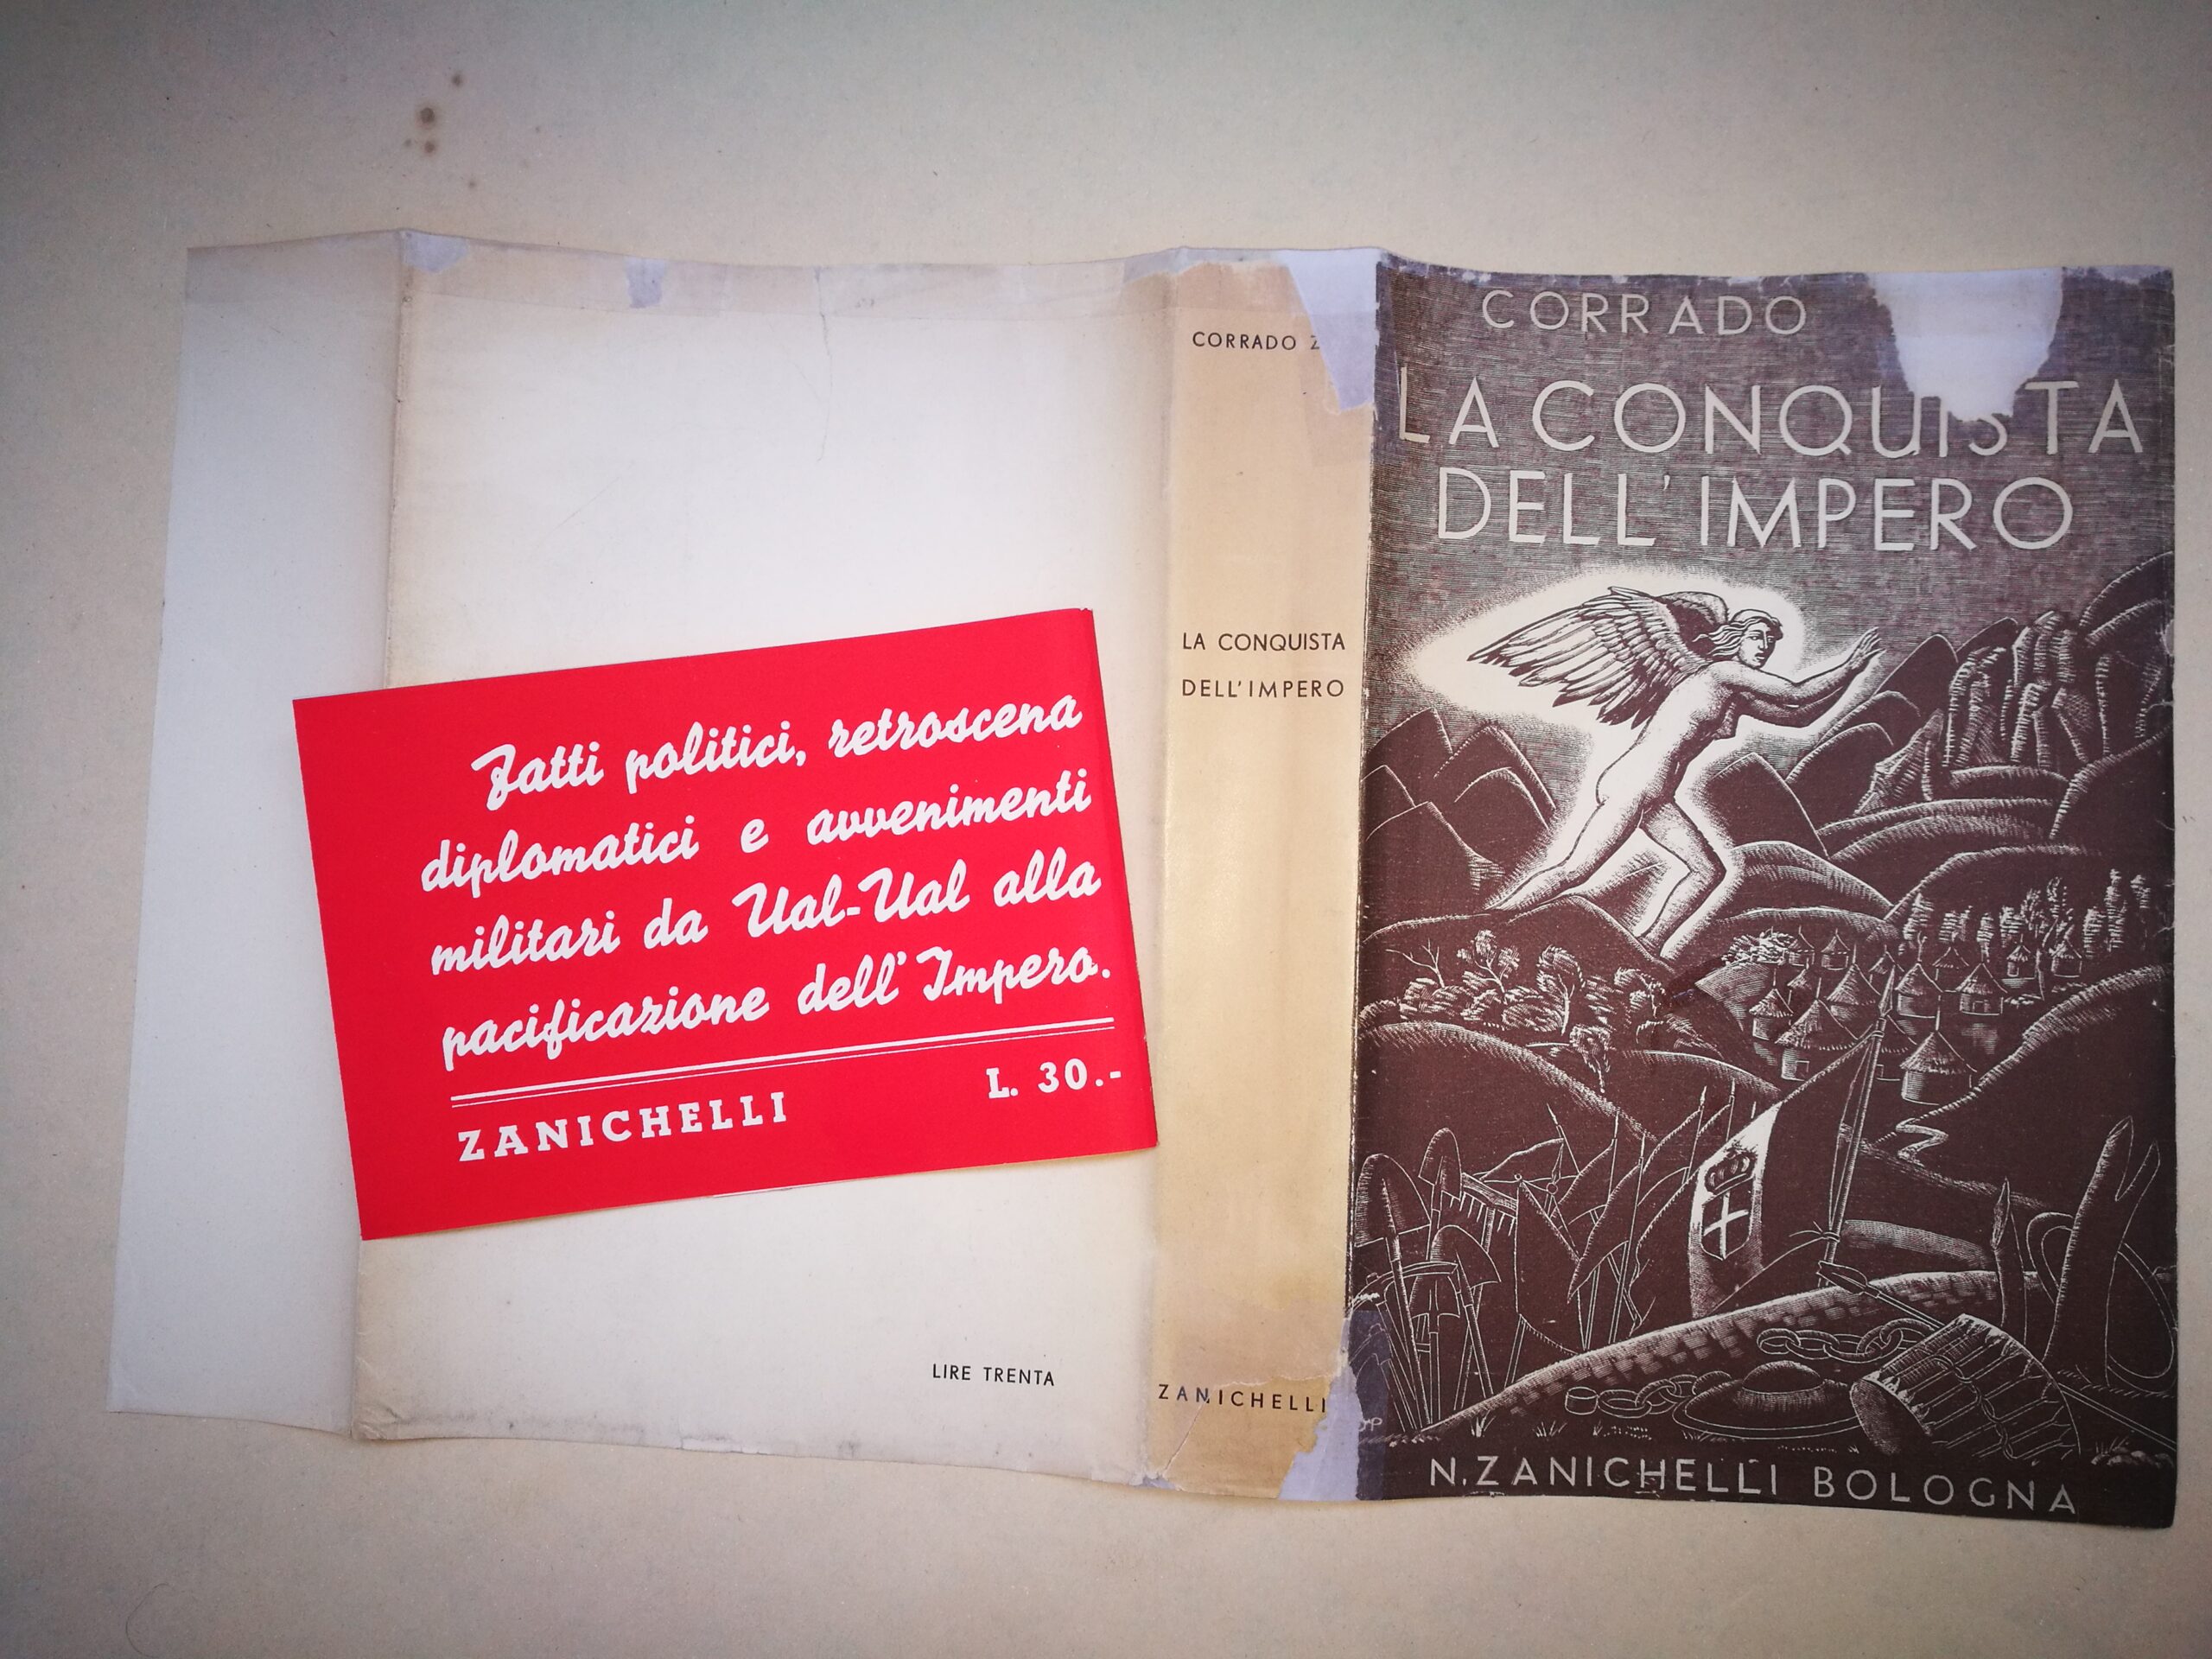 Fatti politici, retroscena
diplomatici e avvenimenti
militari da Ual-Ual alla
pacificazione dell'Impero.
ZANICHELLI L. 30.-
LIRE TRENTA
CORRADO Z
LA CONQUISTA
DELL'IMPERO
ZANICHELLI
CORRADO
LA CONQUISTA
DELL'IMPERO
N. ZANICHELLI BOLOGNA